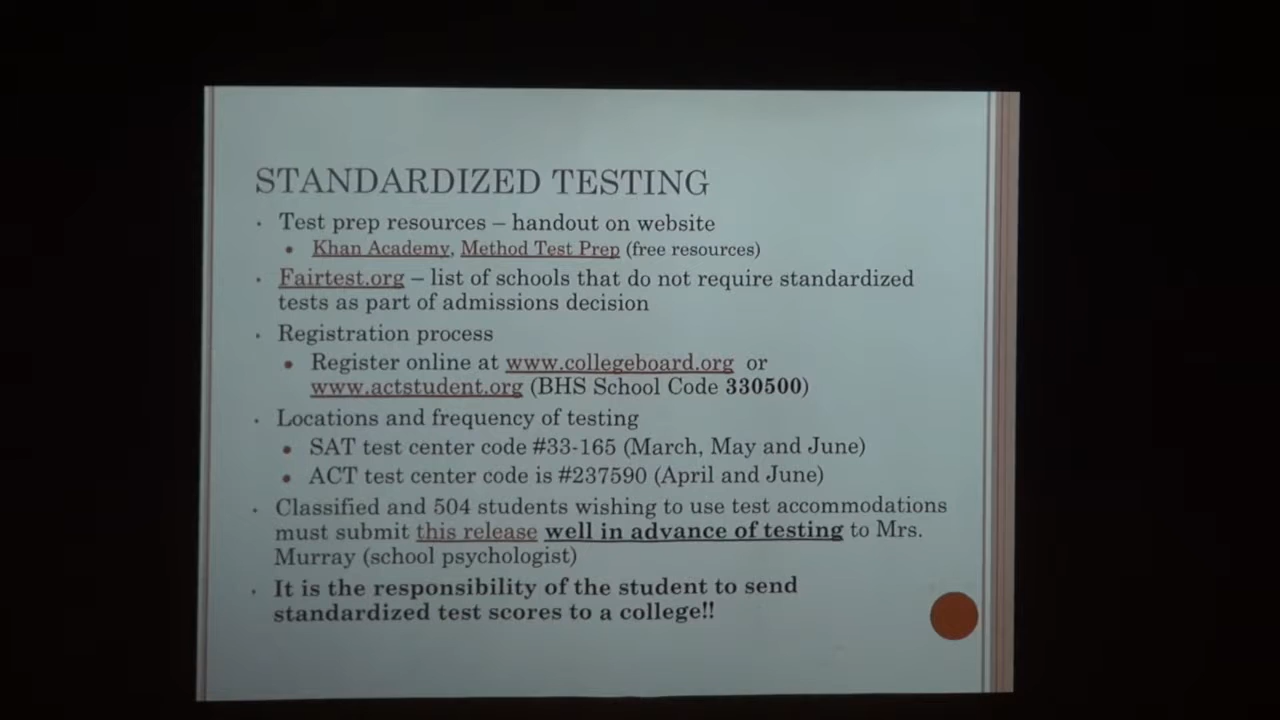 STANDARDIZED TESTING
Test prep resources – handout on website
Khan Academy, Method Test Prep (free resources)
Fairtest.org – list of schools that do not require standardized
tests as part of admissions decision
Registration process
Register online at www.collegeboard.org or
www.actstudent.org (BHS School Code 330500)
Locations and frequency of testing
SAT test center code #33-165 (March, May and June)
ACT test center code is #237590 (April and June)
Classified and 504 students wishing to use test accommodations
must submit this release well in advance of testing to Mrs.
Murray (school psychologist)
It is the responsibility of the student to send
standardized test scores to a college!!